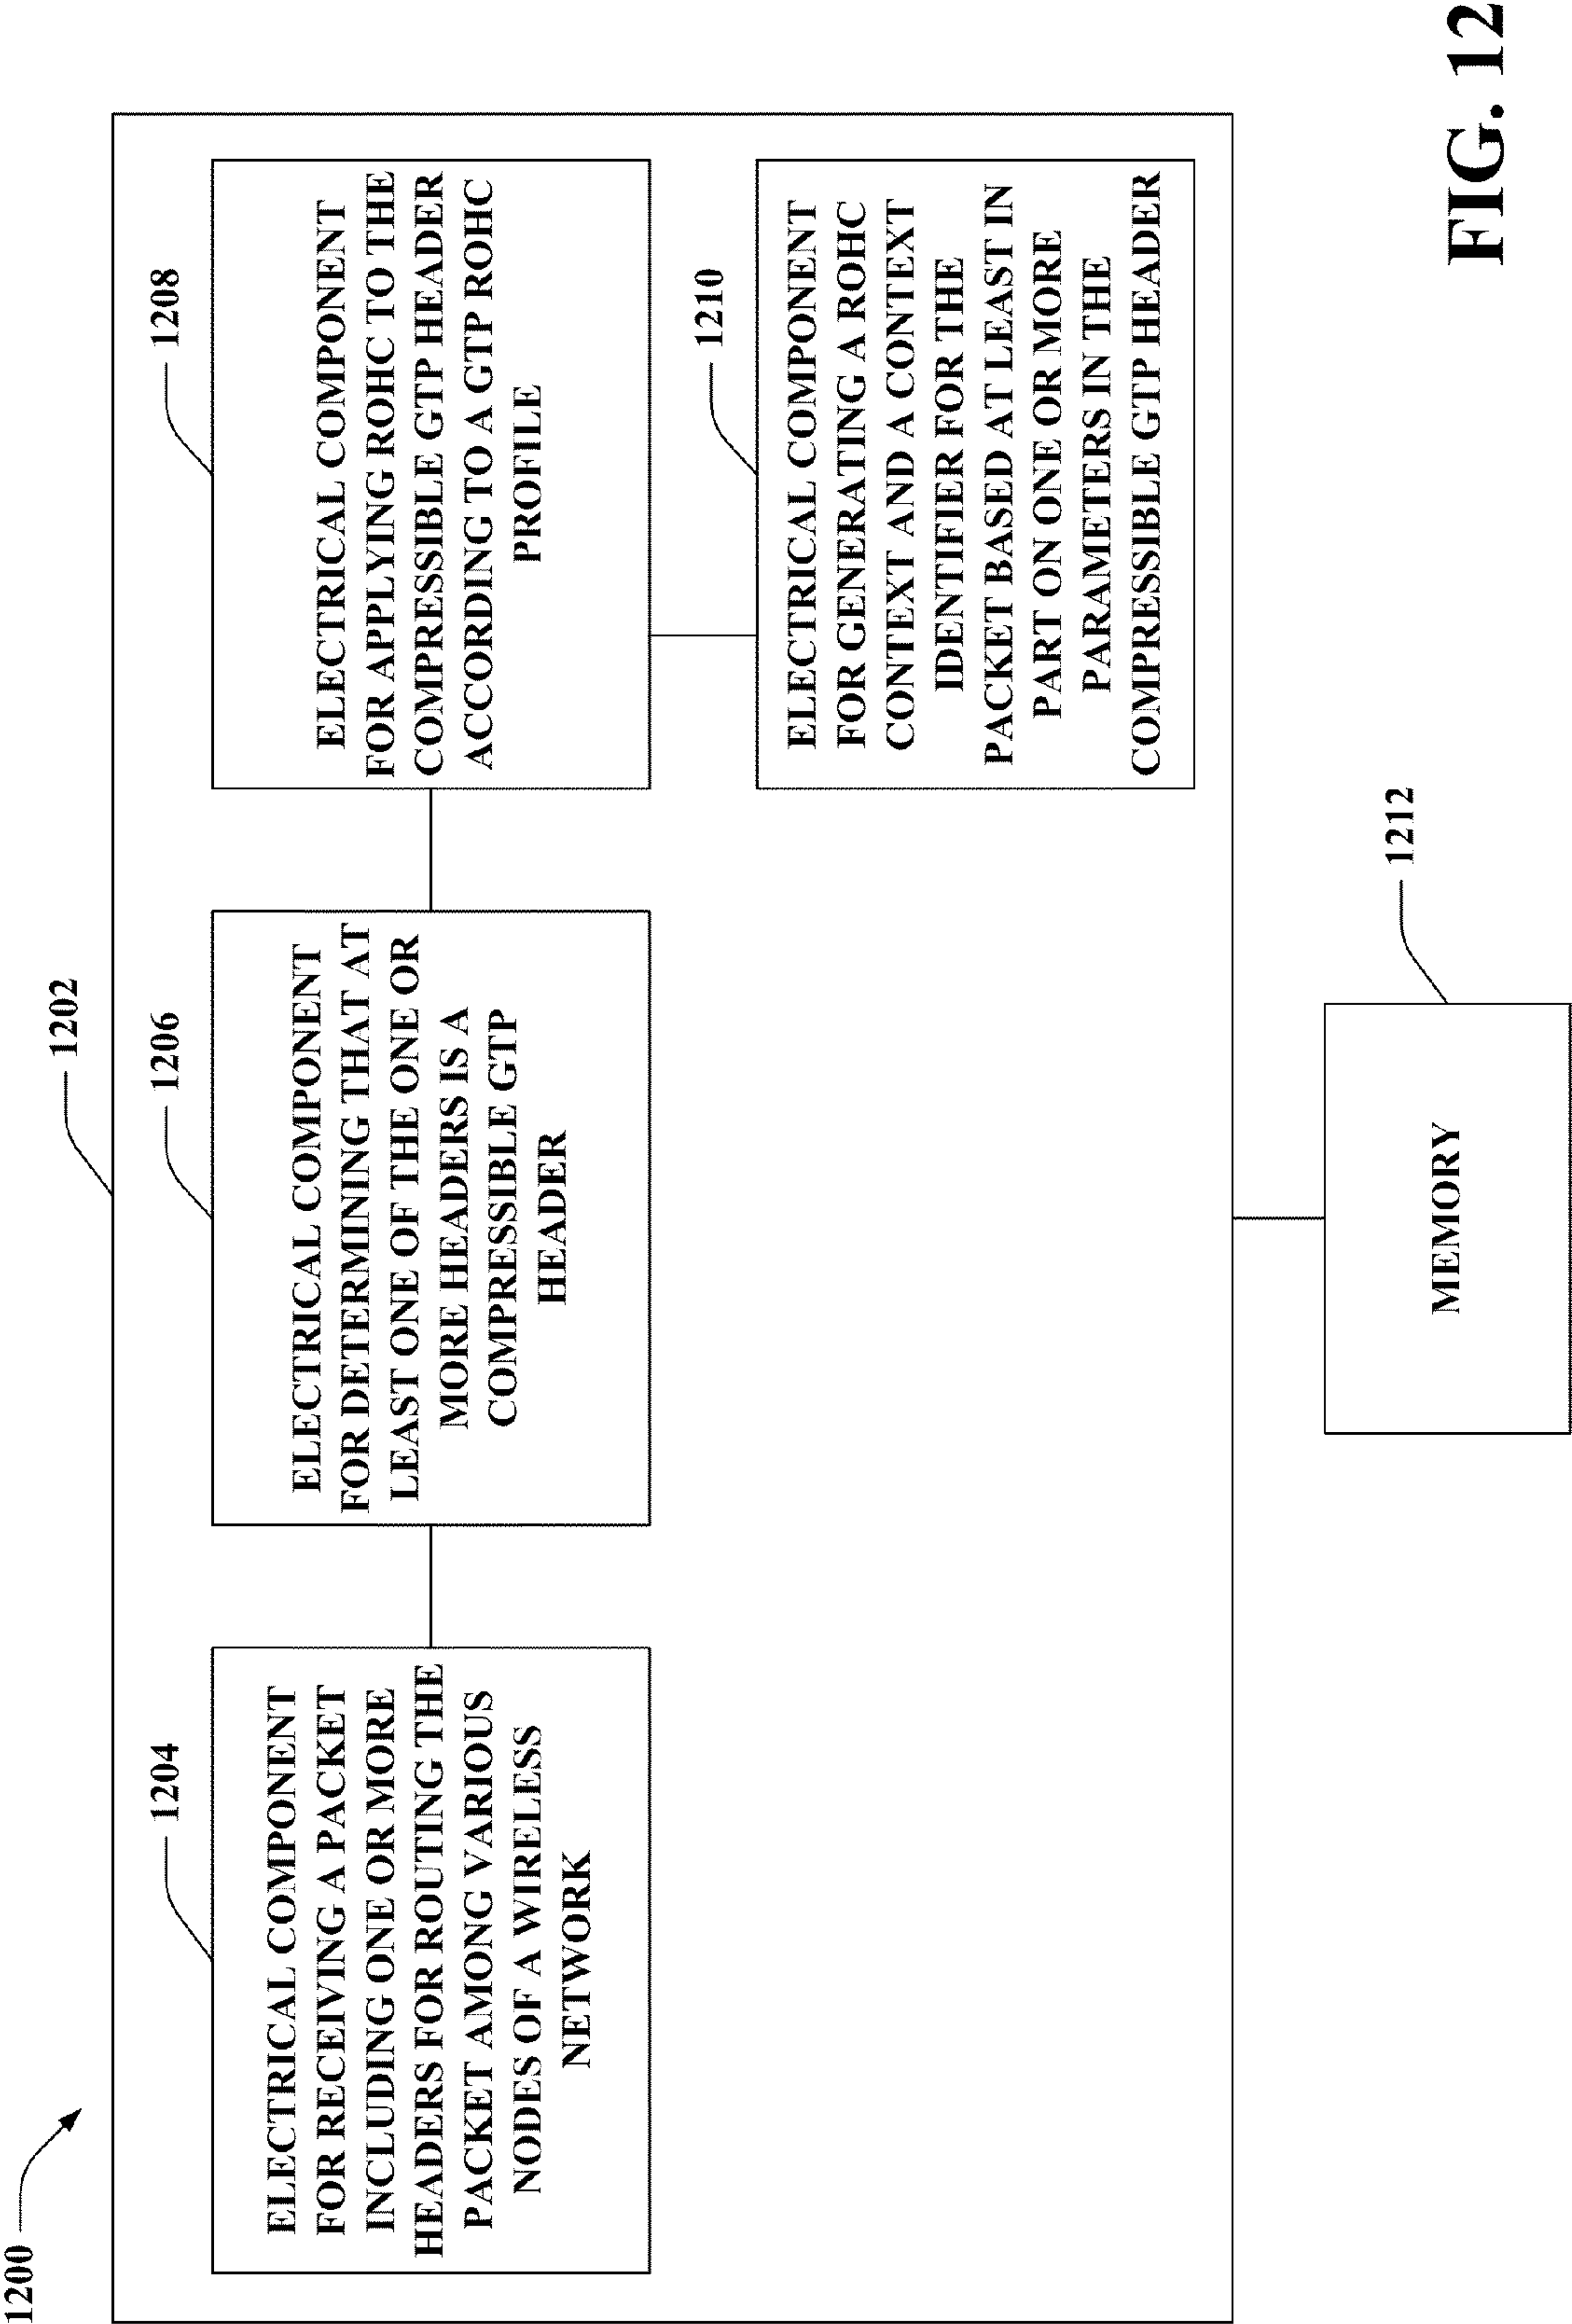 1200
1202
1204
ELECTRICAL COMPONENT
FOR RECEIVING A PACKET
INCLUDING ONE OR MORE
HEADERS FOR ROUTING THE
PACKET AMONG VARIOUS
NODES OF A WIRELESS
NETWORK
1206
ELECTRICAL COMPONENT
FOR DETERMINING THAT AT
LEAST ONE OF THE ONE OR
MORE HEADERS IS A
COMPRESSIBLE GTP
HEADER
1208
ELECTRICAL COMPONENT
FOR APPLYING ROHC TO THE
COMPRESSIBLE GTP HEADER
ACCORDING TO A GTP ROHC
PROFILE
1210
ELECTRICAL COMPONENT
FOR GENERATING A ROHC
CONTEXT AND A CONTEXT
IDENTIFIER FOR THE
PACKET BASED AT LEAST IN
PART ON ONE OR MORE
PARAMETERS IN THE
COMPRESSIBLE GTP HEADER
1212
MEMORY
FIG. 12